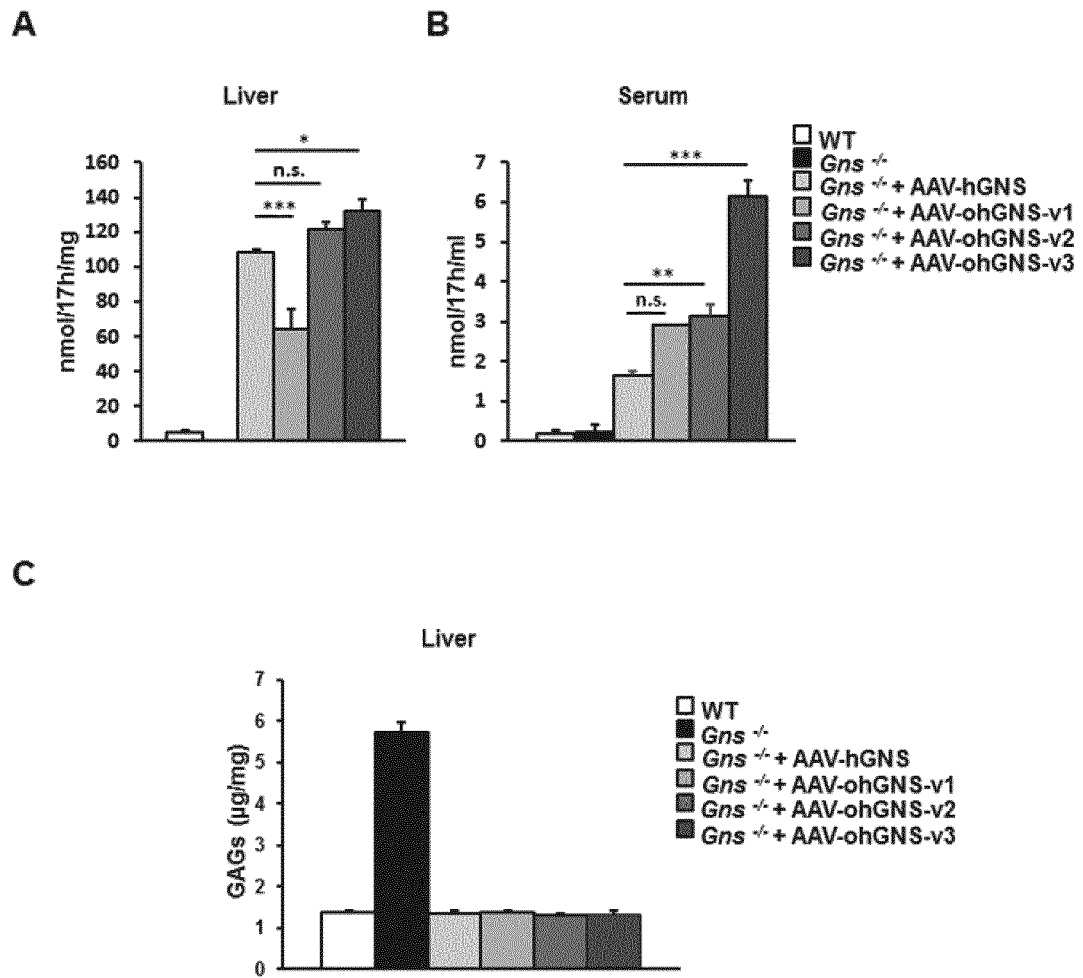 A
B
Liver
Serum
nmol/17h/mg
160
140
120
100
80
60
40
20
0
*
n.s.
***
nmol/17h/ml
7
6
5
4
3
2
1
0
***
**
n.s.
WT
Gns -/-
Gns -/- + AAV-hGNS
Gns -/- + AAV-ohGNS-v1
Gns -/- + AAV-ohGNS-v2
Gns -/- + AAV-ohGNS-v3
C
Liver
GAGs (µg/mg)
7
6
5
4
3
2
1
0
WT
Gns -/-
Gns -/- + AAV-hGNS
Gns -/- + AAV-ohGNS-v1
Gns -/- + AAV-ohGNS-v2
Gns -/- + AAV-ohGNS-v3